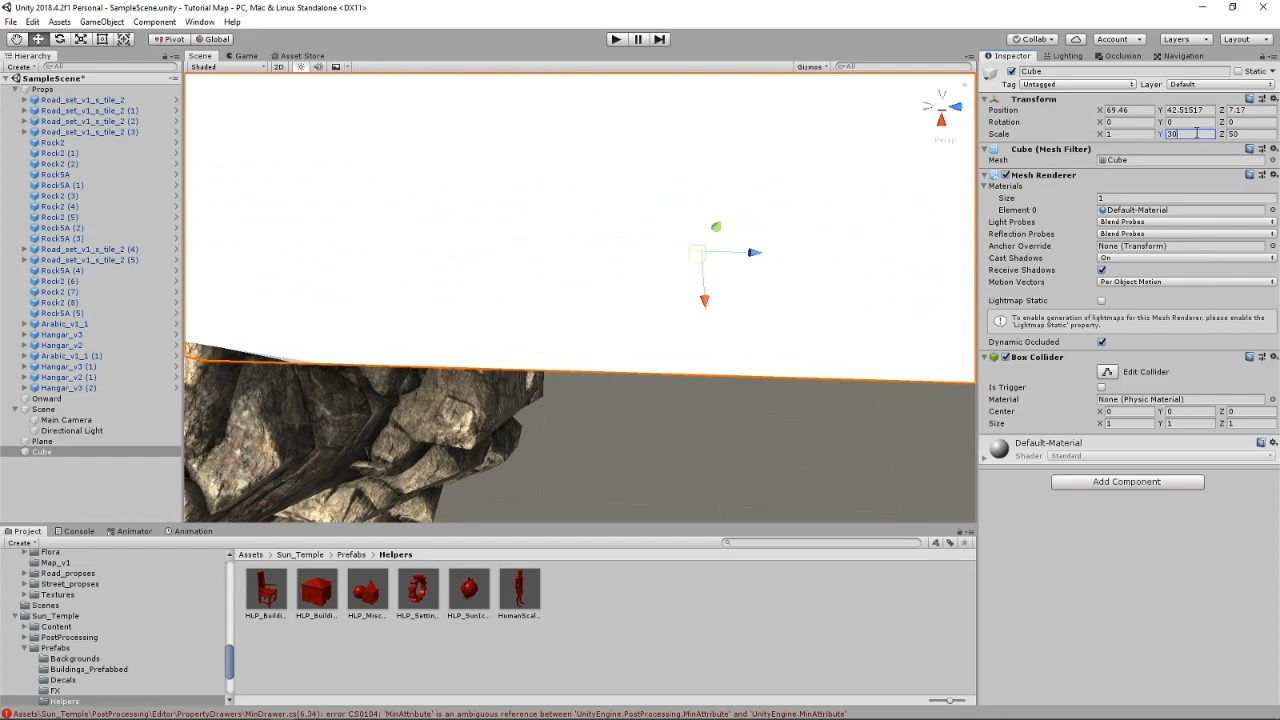 Unity 2018.4.2f1 Personal - SampleScene.unity - Tutorial Map - PC, Mac & Linux Standalone <DX11>
File Edit Assets GameObject Component Window Help
Pivot Global Collab Account Layers Layout
Hierarchy Scene Game Asset Store Inspector Lighting Occlusion Navigation
Create All Shaded 2D Gizmos All Cube Static
SampleScene*
Tag Untagged Layer Default
Props
Road_set_v1_s_tile_2
Road_set_v1_s_tile_2 (1)
Road_set_v1_s_tile_2 (2)
Road_set_v1_s_tile_2 (3)
Rock2
Rock2 (1)
Rock2 (2)
Rock5A
Rock5A (1)
Rock2 (3)
Rock2 (4)
Rock2 (5)
Rock5A (2)
Rock5A (3)
Road_set_v1_s_tile_2 (4)
Road_set_v1_s_tile_2 (5)
Rock5A (4)
Rock2 (6)
Rock2 (7)
Rock2 (8)
Rock5A (5)
Arabic_v1_1
Hangar_v3
Hangar_v2
Arabic_v1_1 (1)
Hangar_v3 (1)
Hangar_v2 (1)
Hangar_v3 (2)
Onward
Scene
Main Camera
Directional Light
Plane
Cube
Persp
Transform
Position X 69.46 Y 42.51517 Z 7.17
Rotation X 0 Y 0 Z 0
Scale X 1 Y 30 Z 50
Cube (Mesh Filter)
Mesh Cube
Mesh Renderer
Materials
Size 1
Element 0 Default-Material
Light Probes Blend Probes
Reflection Probes Blend Probes
Anchor Override None (Transform)
Cast Shadows On
Receive Shadows
Motion Vectors Per Object Motion
Lightmap Static
To enable generation of lightmaps for this Mesh Renderer, please enable the
'Lightmap Static' property.
Dynamic Occluded
Box Collider
Edit Collider
Is Trigger
Material None (Physic Material)
Center X 0 Y 0 Z 0
Size X 1 Y 1 Z 1
Default-Material
Shader Standard
Add Component
Project Console Animator Animation
Create
Flora
Map_v1
Road_propses
Street_propses
Textures
Scenes
Sun_Temple
Content
PostProcessing
Prefabs
Backgrounds
Buildings_Prefabbed
Decals
FX
Helpers
Assets Sun_Temple Prefabs Helpers
HLP_Buildi.. HLP_Buildi.. HLP_Misc.. HLP_Settin.. HLP_SunIc.. HumanScal..
Assets/Sun_Temple/PostProcessing/Editor/PropertyDrawers/MinDrawer.cs(6,34): error CS0104: 'MinAttribute' is an ambiguous reference between 'UnityEngine.PostProcessing.MinAttribute' and 'UnityEngine.MinAttribute'